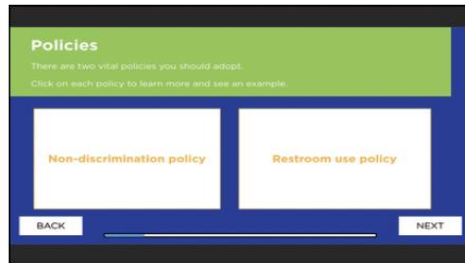 Policies
There are two vital policies you should adopt.
Click on each policy to learn more and see an example.
Non-discrimination policy
Restroom use policy
BACK
NEXT